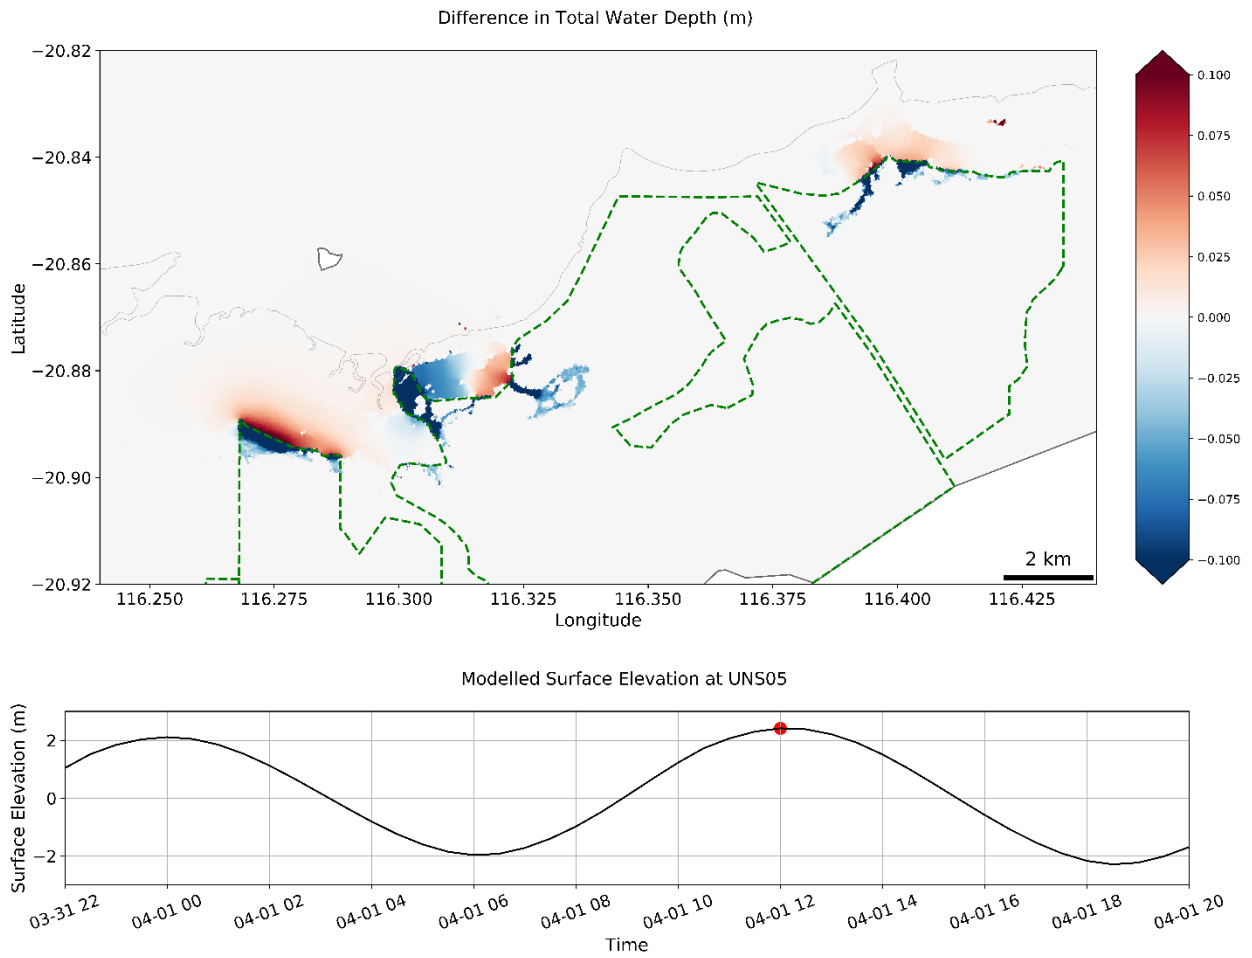 Difference in Total Water Depth (m)
−20.82
−20.84
−20.86
−20.88
−20.90
−20.92
Latitude
116.250 116.275 116.300 116.325 116.350 116.375 116.400 116.425
Longitude
2 km
0.100
0.075
0.050
0.025
0.000
−0.025
−0.050
−0.075
−0.100
Modelled Surface Elevation at UNS05
2
0
−2
Surface Elevation (m)
03-31 22 04-01 00 04-01 02 04-01 04 04-01 06 04-01 08 04-01 10 04-01 12 04-01 14 04-01 16 04-01 18 04-01 20
Time